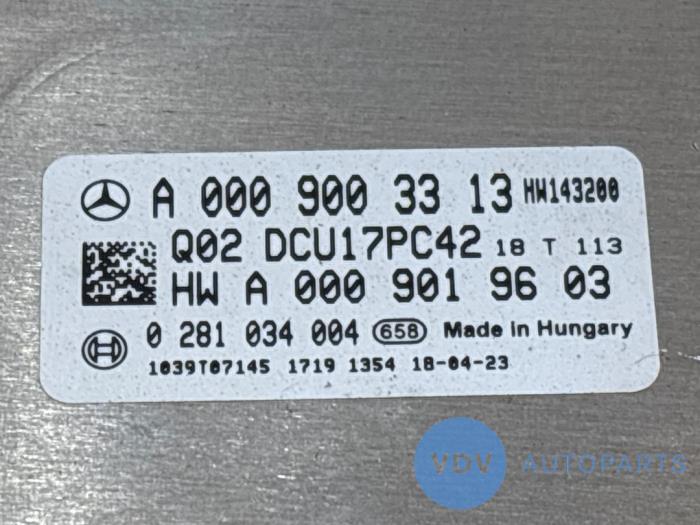 A 000 900 33 13 HW143200
Q02 DCU17PC42 18 T 113
HW A 000 901 96 03
0 281 034 004 658 Made in Hungary
1039T07145 1719 1354 18-04-23
VDV AUTOPARTS